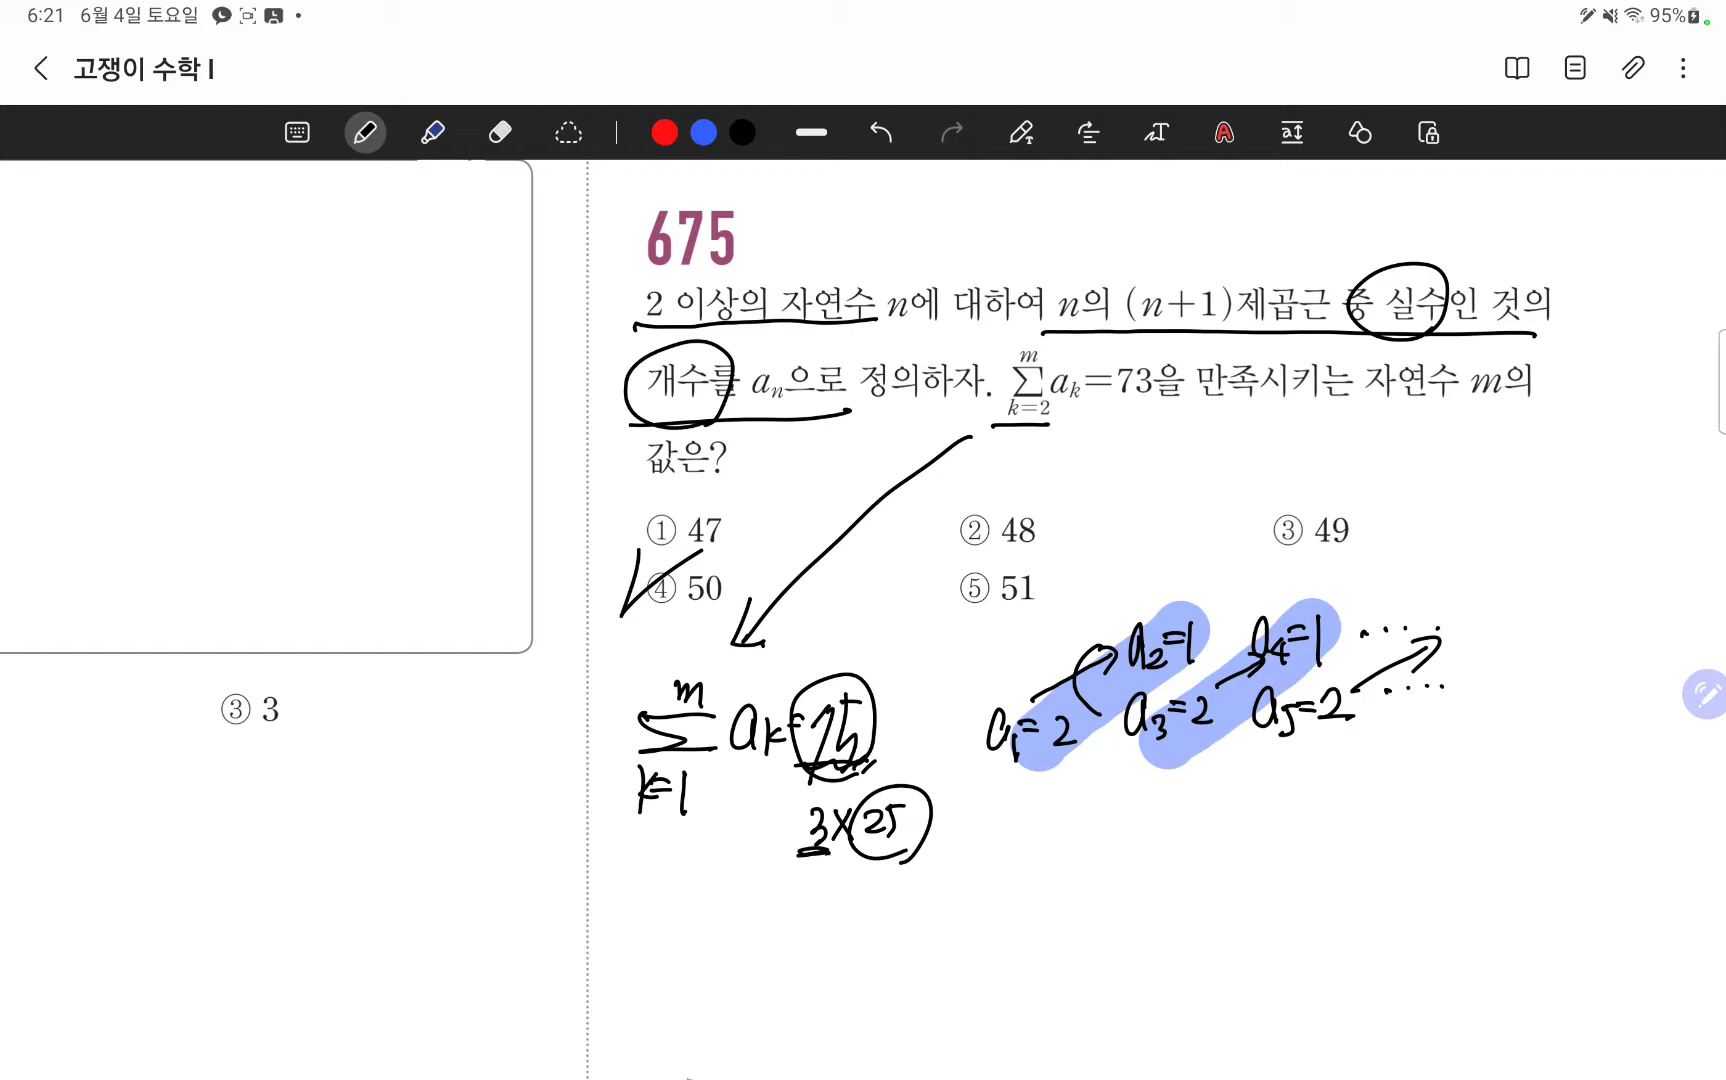 6:21 6월 4일 토요일
95%
고쟁이 수학 I
675
2 이상의 자연수 n에 대하여 n의 (n+1)제곱근 중 실수인 것의
개수를 aₙ으로 정의하자. ∑_{k=2}^{m} aₖ=73을 만족시키는 자연수 m의
값은?
① 47 ② 48 ③ 49
④ 50 ⑤ 51
a₂=1 a₄=1 ....
a₁=2 a₃=2 a₅=2 ....
∑_{k=1}^{m} aₖ=75
3×25
③ 3